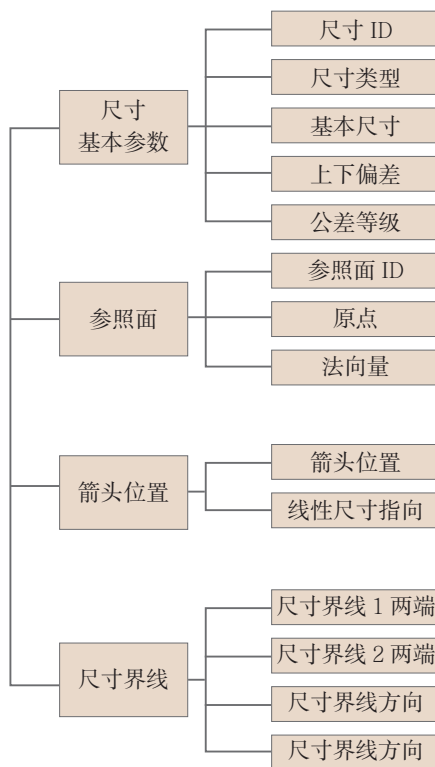 尺寸
基本参数
尺寸 ID
尺寸类型
基本尺寸
上下偏差
公差等级
参照面
参照面 ID
原点
法向量
箭头位置
箭头位置
线性尺寸指向
尺寸界线
尺寸界线 1 两端
尺寸界线 2 两端
尺寸界线方向
尺寸界线方向